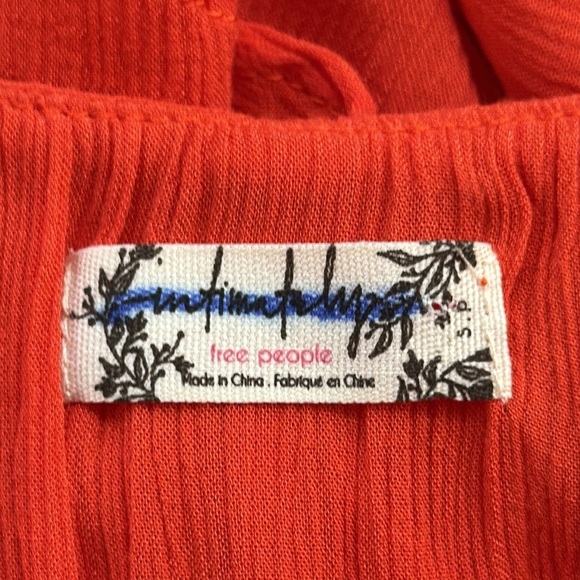 intimately
free people
Made in China . Fabriqué en Chine
S P